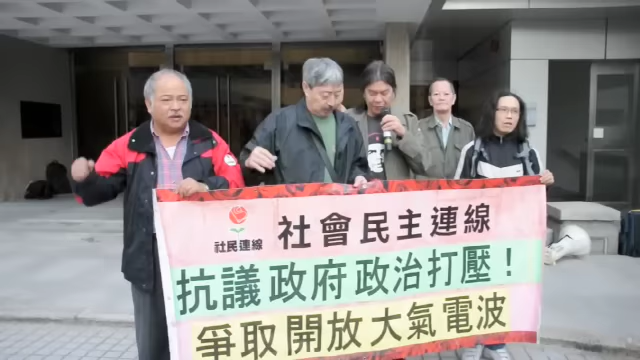 社民連線
社會民主連線
抗議政府政治打壓！
爭取開放大氣電波